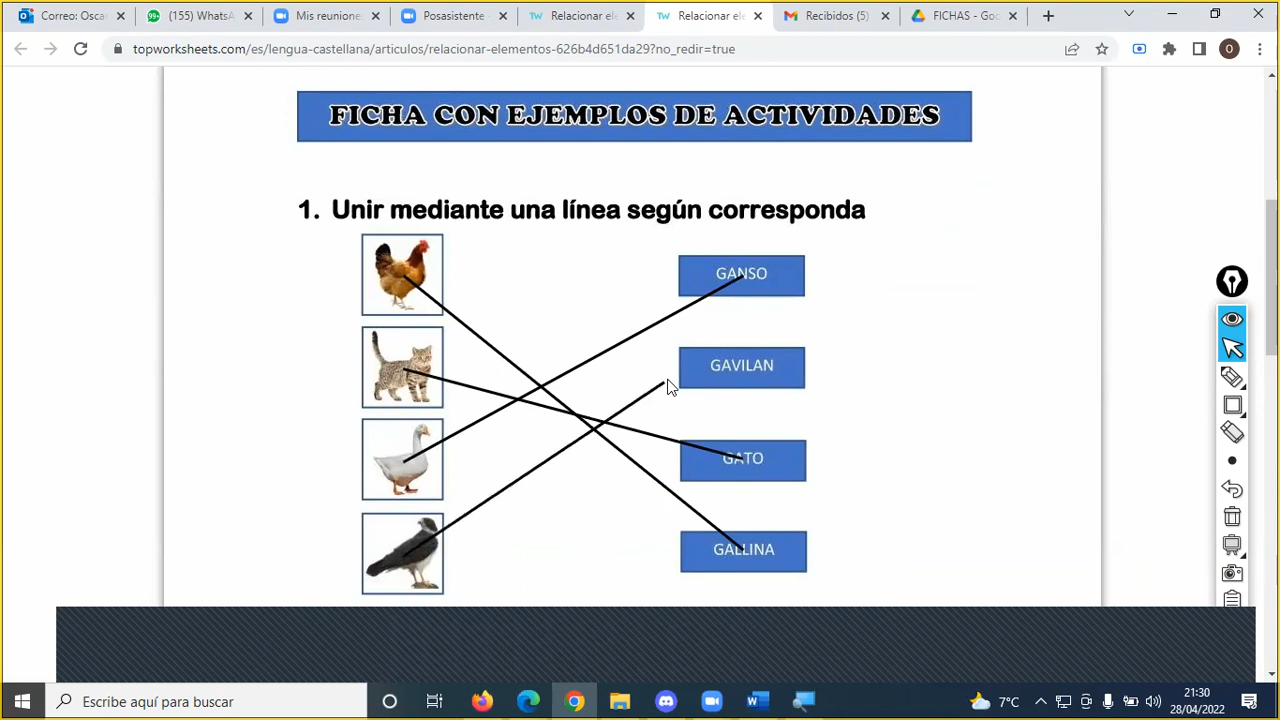 Correo: Osca
(155) WhatsA
Mis reunione
Posasistente -
Relacionar ele
Relacionar ele
Recibidos (5)
FICHAS - Goo
topworksheets.com/es/lengua-castellana/articulos/relacionar-elementos-626b4d651da29?no_redir=true
O
FICHA CON EJEMPLOS DE ACTIVIDADES
1. Unir mediante una línea según corresponda
GANSO
GAVILAN
GATO
GALLINA
Escribe aquí para buscar
7°C
21:30
28/04/2022